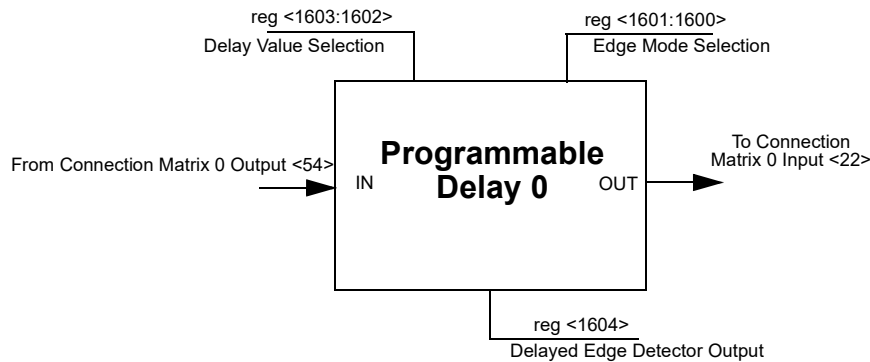 reg <1603:1602>
Delay Value Selection
reg <1601:1600>
Edge Mode Selection
From Connection Matrix 0 Output <54>
IN
Programmable
Delay 0
OUT
To Connection
Matrix 0 Input <22>
reg <1604>
Delayed Edge Detector Output